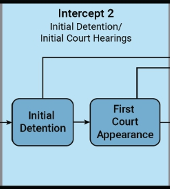 Intercept 2
Initial Detention/
Initial Court Hearings
Initial
Detention
First
Court
Appearance